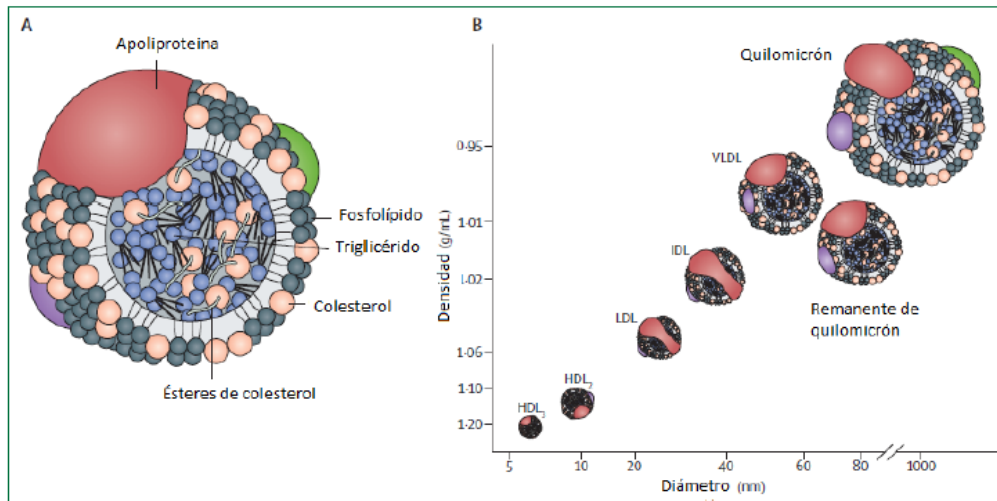 A
Apoliproteina
Fosfolípido
Triglicérido
Colesterol
Ésteres de colesterol
B
Quilomicrón
VLDL
IDL
Remanente de
quilomicrón
LDL
HDL2
HDL3
Densidad (g/mL)
0·95
1·01
1·02
1·06
1·10
1·20
5
10
20
40
60
80
1000
Diámetro (nm)